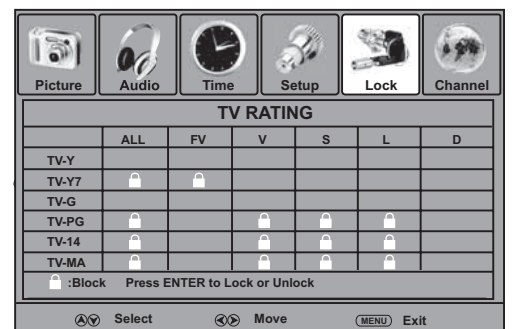 Picture Audio Time Setup Lock Channel
TV RATING
ALL FV V S L D
TV-Y
TV-Y7
TV-G
TV-PG
TV-14
TV-MA
:Block Press ENTER to Lock or Unlock
Select Move MENU Exit